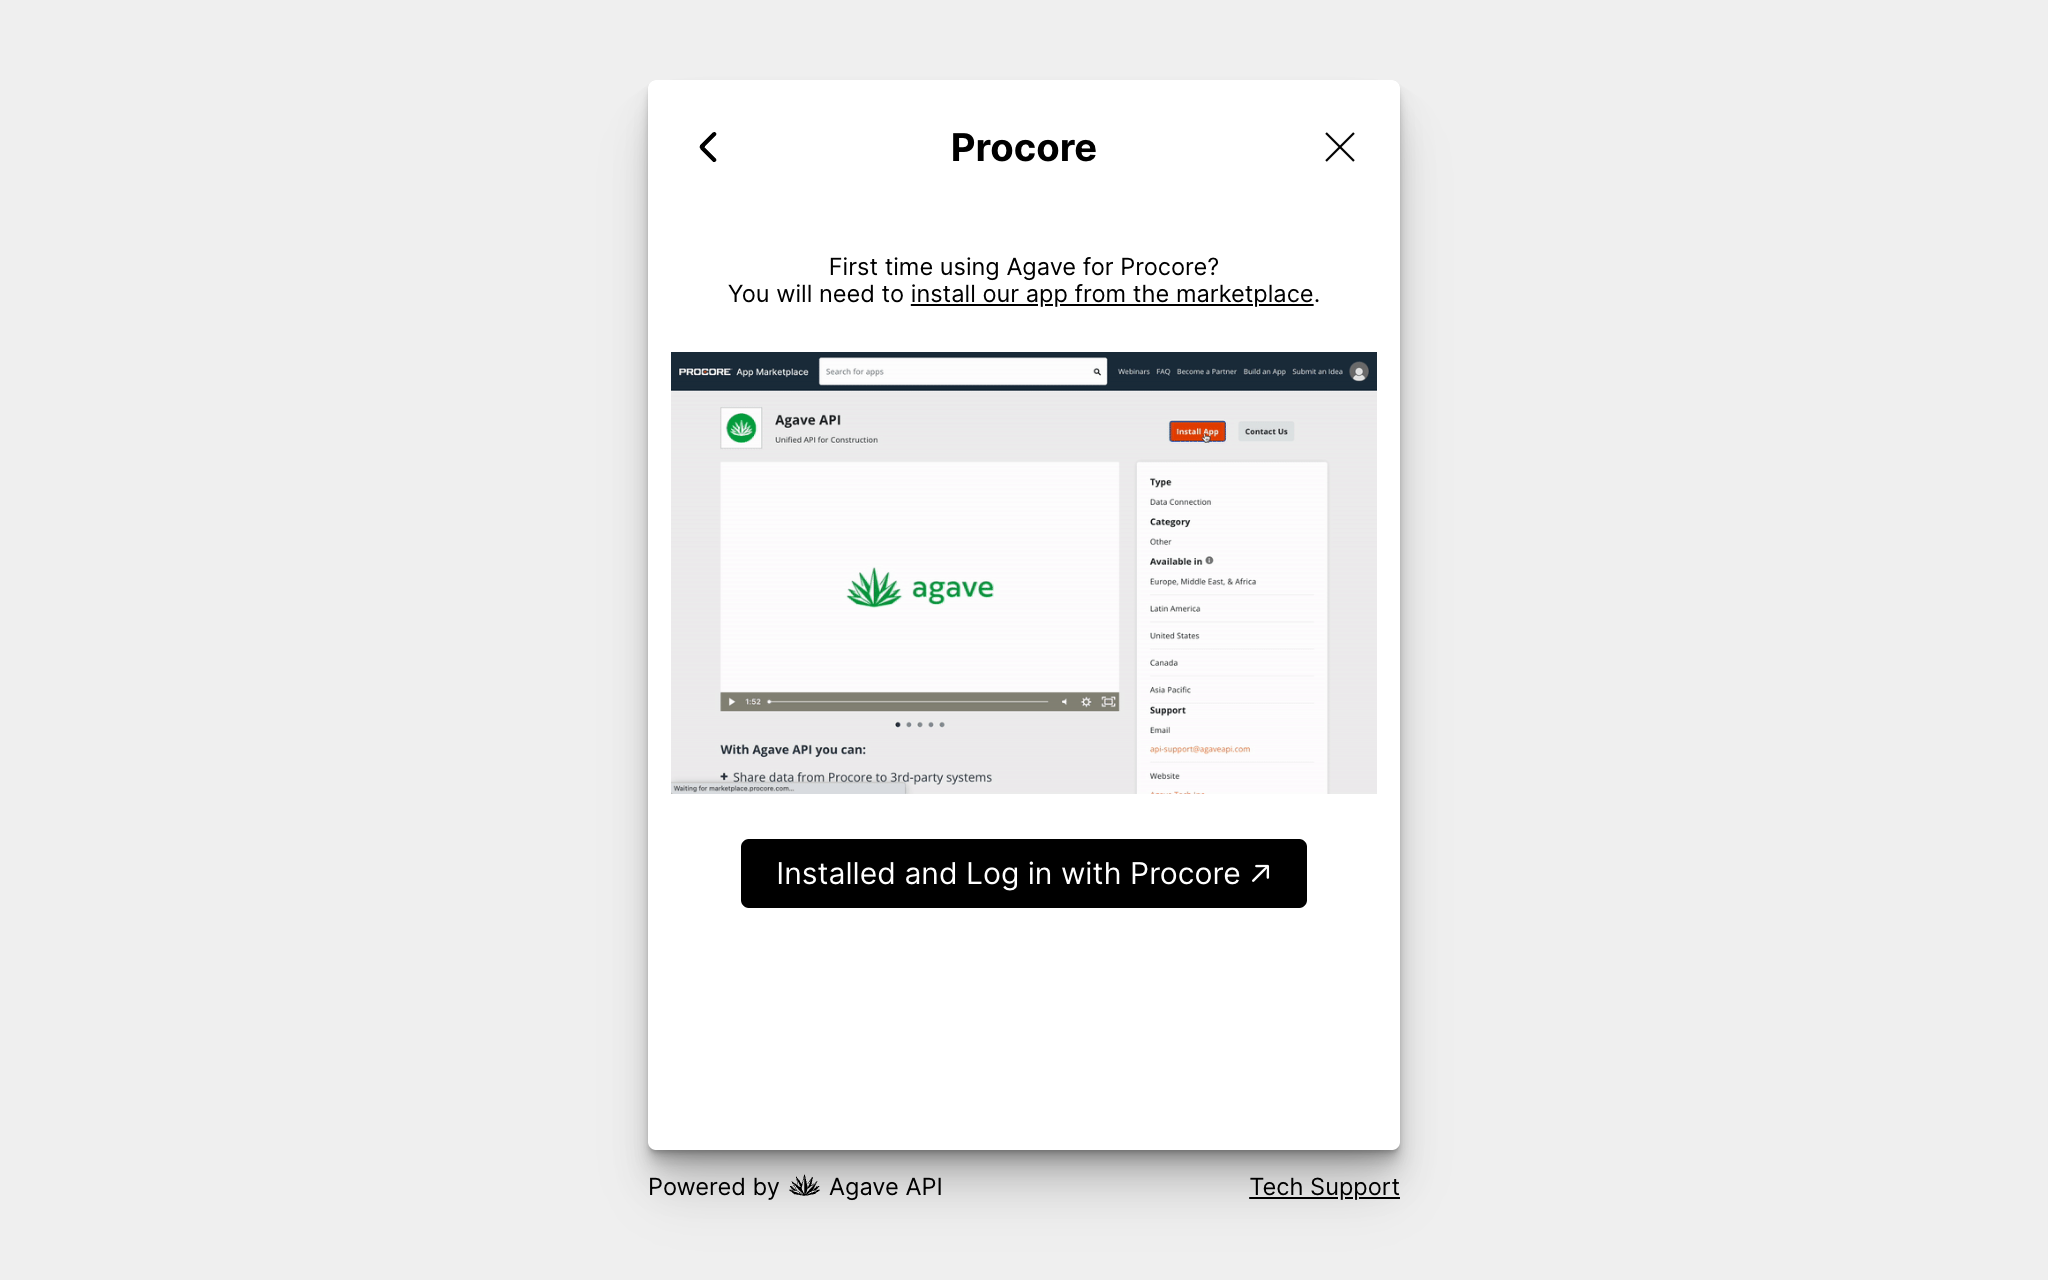 Procore
First time using Agave for Procore?
You will need to install our app from the marketplace.
PROCORE App Marketplace
Search for apps
Webinars FAQ Become a Partner Build an App Submit an Idea
Agave API
Unified API for Construction
Install App
Contact Us
agave
1:52
With Agave API you can:
+ Share data from Procore to 3rd-party systems
Waiting for marketplace.procore.com...
Type
Data Connection
Category
Other
Available in
Europe, Middle East, & Africa
Latin America
United States
Canada
Asia Pacific
Support
Email
api-support@agaveapi.com
Website
Installed and Log in with Procore
Powered by Agave API
Tech Support